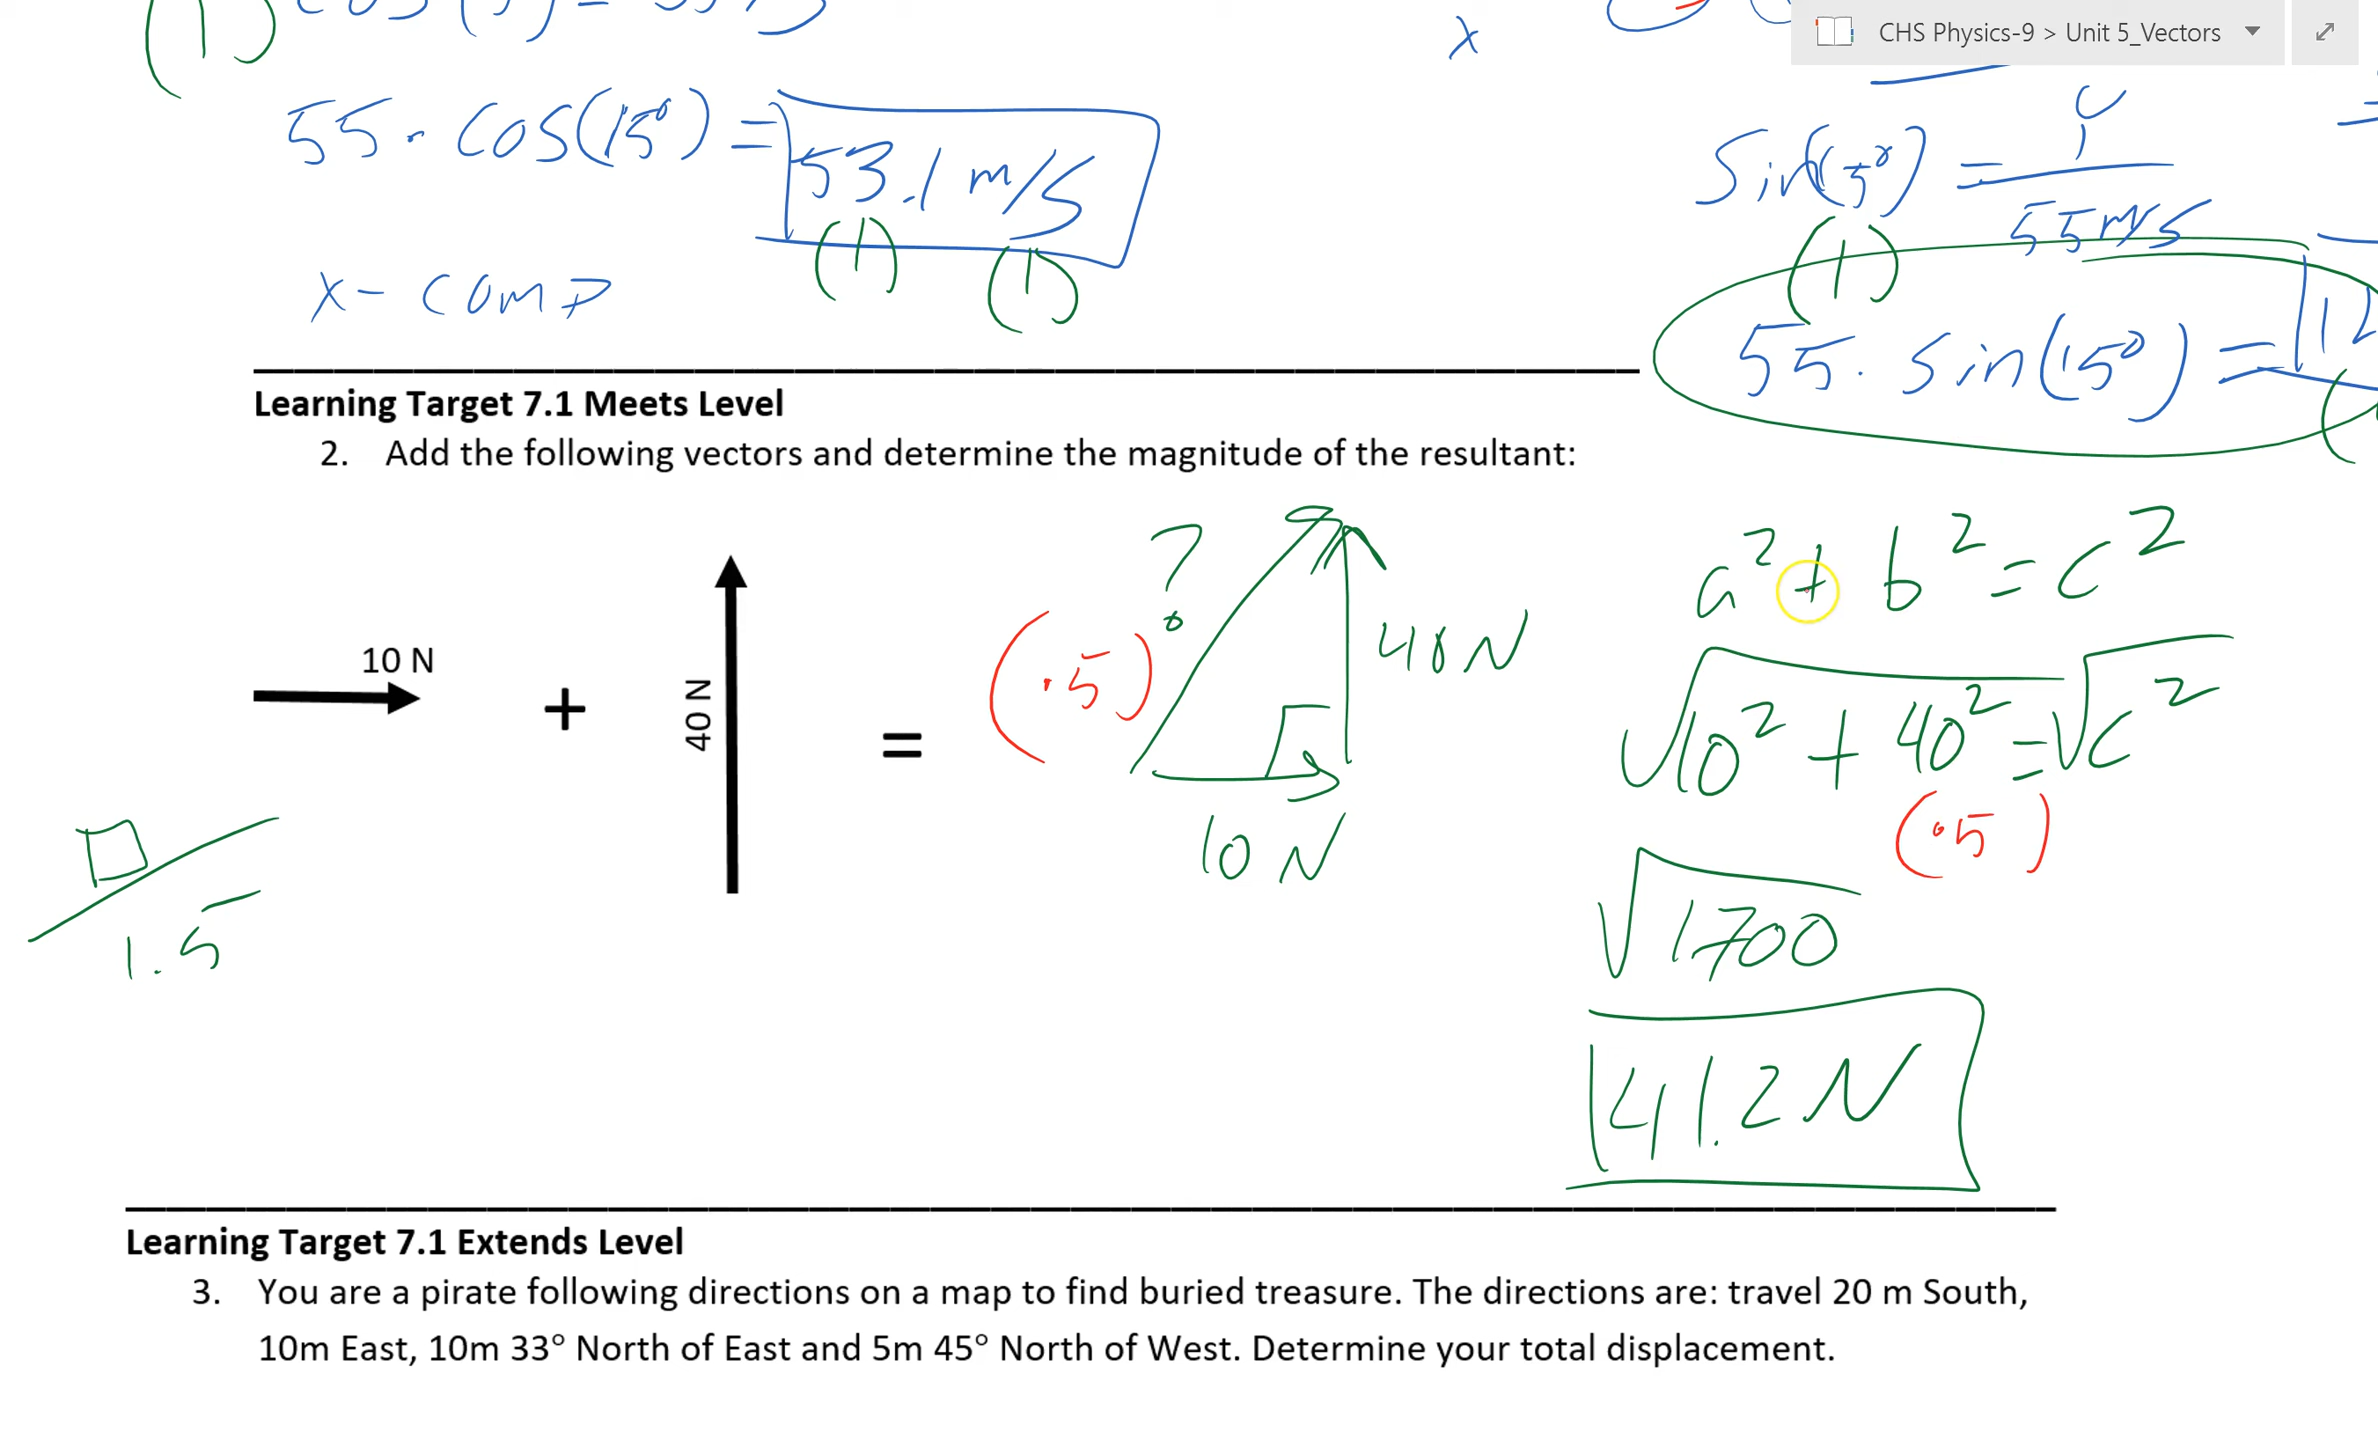 CHS Physics-9 > Unit 5_Vectors
x
55 · cos(15°) = 53.1 m/s
(1) (1)
x- comp
Sin(15°) = y
55 m/s
(1)
55 · sin(15°) = 12
Learning Target 7.1 Meets Level
2. Add the following vectors and determine the magnitude of the resultant:
10 N
+
40 N
=
?
(.5)
40 N
10 N
a² + b² = c²
√10² + 40² = √c²
(.5)
√1700
41.2 N
1.5
Learning Target 7.1 Extends Level
3. You are a pirate following directions on a map to find buried treasure. The directions are: travel 20 m South,
10m East, 10m 33° North of East and 5m 45° North of West. Determine your total displacement.